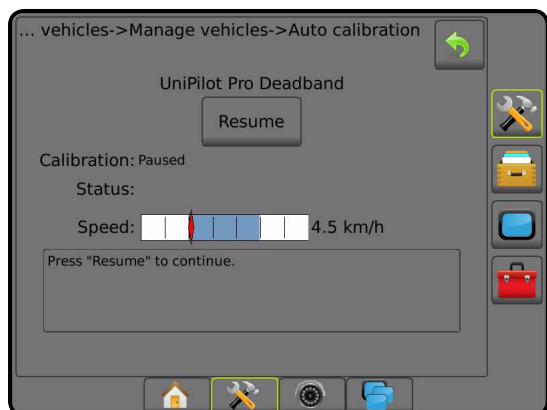 ... vehicles->Manage vehicles->Auto calibration
UniPilot Pro Deadband
Resume
Calibration: Paused
Status:
Speed: 4.5 km/h
Press "Resume" to continue.